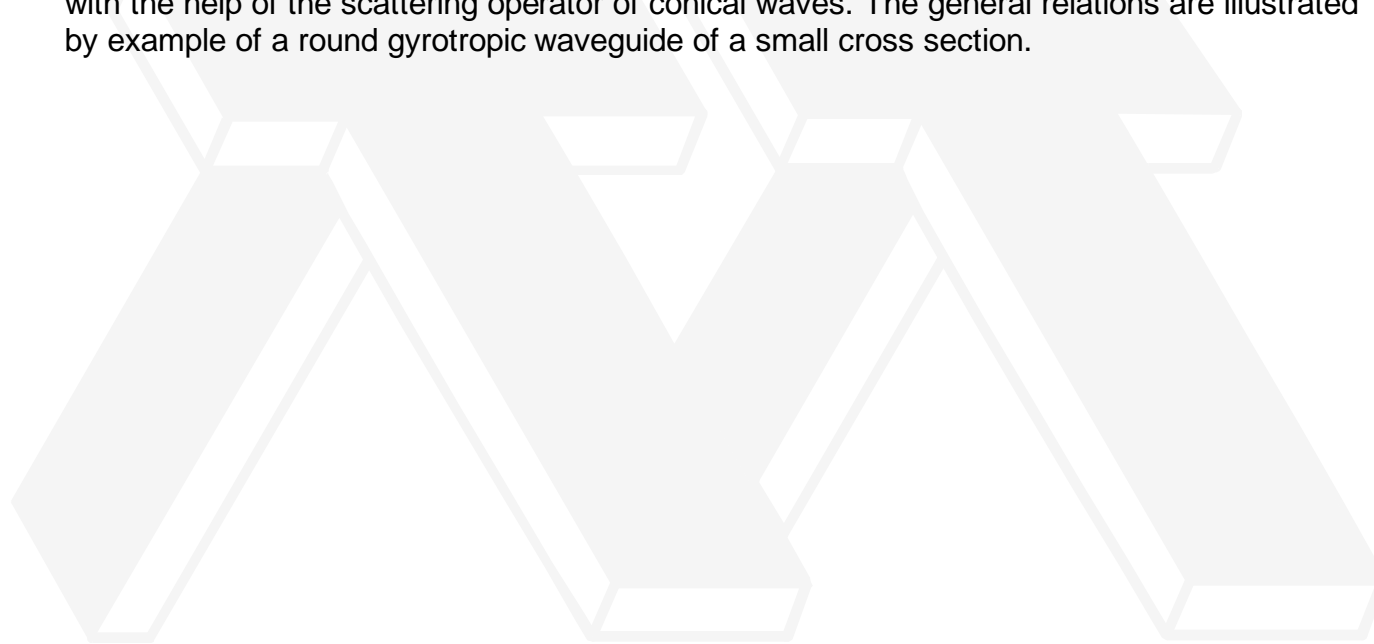 with the help of the scattering operator of conical waves. The general relations are illustrated
by example of a round gyrotropic waveguide of a small cross section.